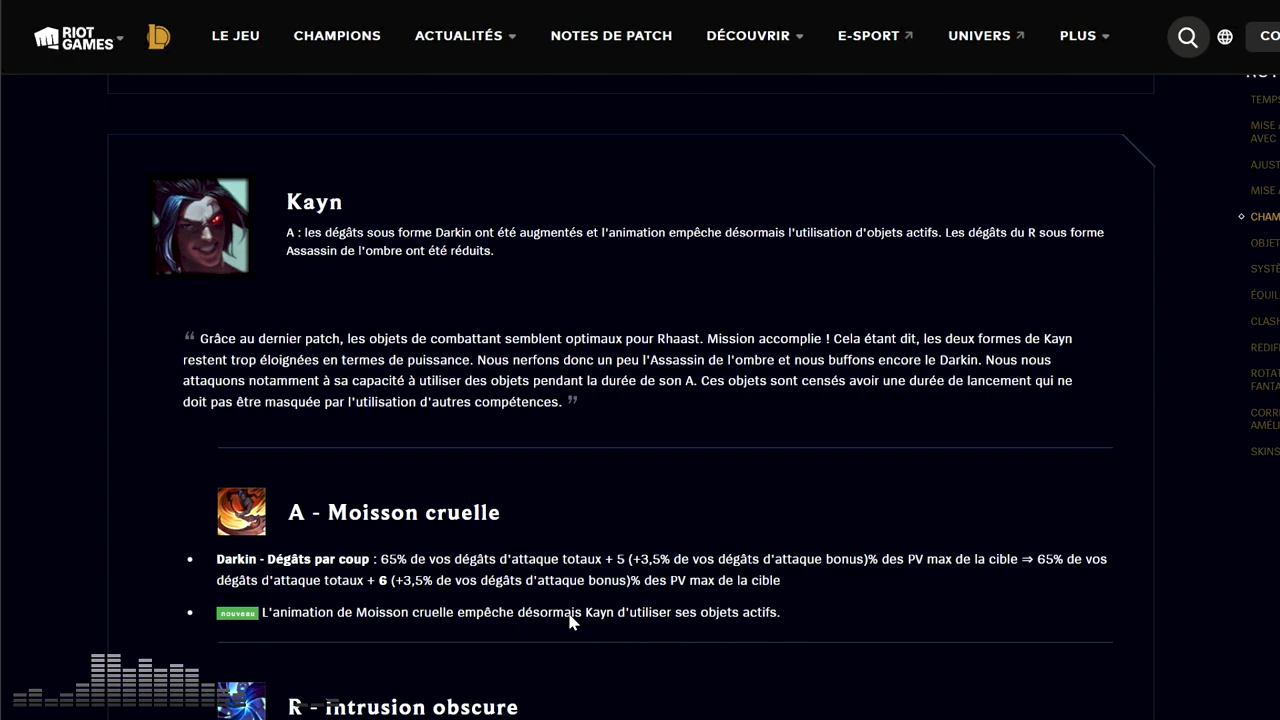 RIOT GAMES
LE JEU
CHAMPIONS
ACTUALITÉS
NOTES DE PATCH
DÉCOUVRIR
E-SPORT
UNIVERS
PLUS
CO
TEMPS
MISE A
AVEC
AJUST
MISE A
CHAM
OBJET
SYSTÈ
ÉQUIL
CLASH
REDIF
ROTAT
FANTA
CORRE
AMÉLI
SKINS
Kayn
A : les dégâts sous forme Darkin ont été augmentés et l'animation empêche désormais l'utilisation d'objets actifs. Les dégâts du R sous forme
Assassin de l'ombre ont été réduits.
“ Grâce au dernier patch, les objets de combattant semblent optimaux pour Rhaast. Mission accomplie ! Cela étant dit, les deux formes de Kayn
restent trop éloignées en termes de puissance. Nous nerfons donc un peu l'Assassin de l'ombre et nous buffons encore le Darkin. Nous nous
attaquons notamment à sa capacité à utiliser des objets pendant la durée de son A. Ces objets sont censés avoir une durée de lancement qui ne
doit pas être masquée par l'utilisation d'autres compétences. ”
A - Moisson cruelle
• Darkin - Dégâts par coup : 65% de vos dégâts d'attaque totaux + 5 (+3,5% de vos dégâts d'attaque bonus)% des PV max de la cible ⇒ 65% de vos
dégâts d'attaque totaux + 6 (+3,5% de vos dégâts d'attaque bonus)% des PV max de la cible
• nouveau L'animation de Moisson cruelle empêche désormais Kayn d'utiliser ses objets actifs.
R - Intrusion obscure